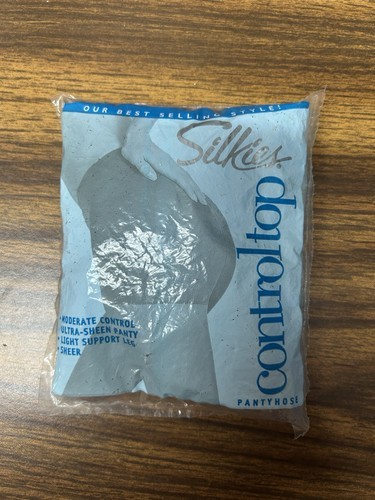 OUR BEST SELLING STYLE!
Silkies®
control top
PANTYHOSE
• MODERATE CONTROL
ULTRA-SHEEN PANTY
• LIGHT SUPPORT LEG
• SHEER